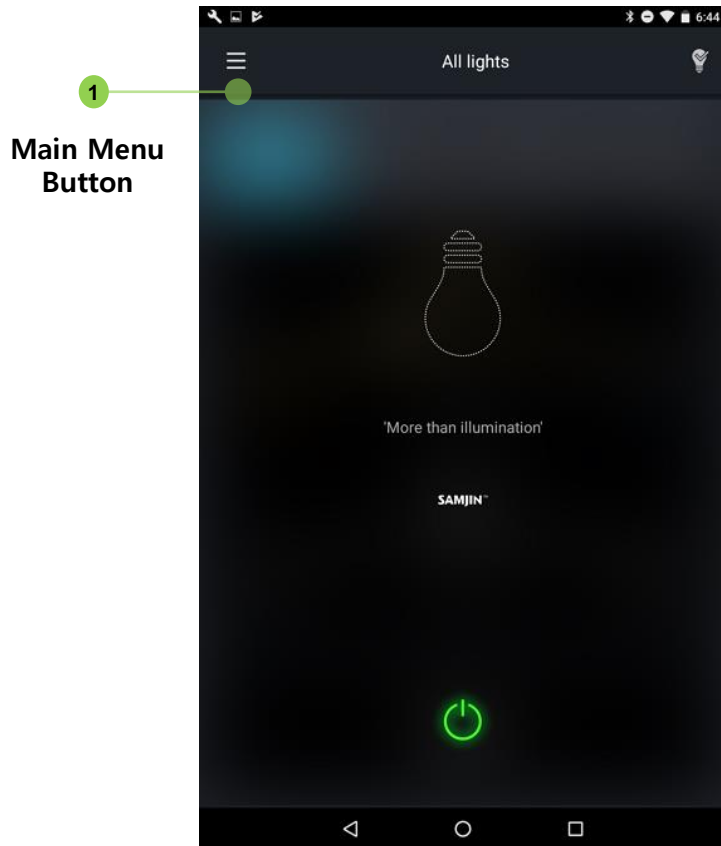 6:44
All lights
1
Main Menu
Button
'More than illumination'
SAMJIN™